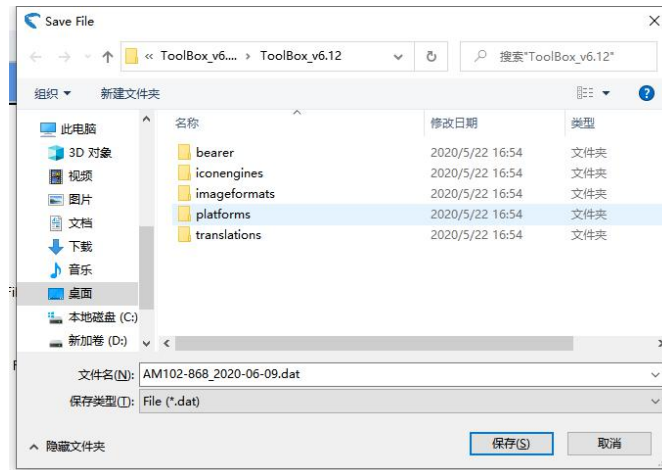 Save File
« ToolBox_v6.... › ToolBox_v6.12
搜索"ToolBox_v6.12"
组织 新建文件夹
名称 修改日期 类型
此电脑
3D 对象
视频
图片
文档
下载
音乐
桌面
本地磁盘 (C:)
新加卷 (D:)
bearer 2020/5/22 16:54 文件夹
iconengines 2020/5/22 16:54 文件夹
imageformats 2020/5/22 16:54 文件夹
platforms 2020/5/22 16:54 文件夹
translations 2020/5/22 16:54 文件夹
文件名(N): AM102-868_2020-06-09.dat
保存类型(T): File (*.dat)
隐藏文件夹 保存(S) 取消